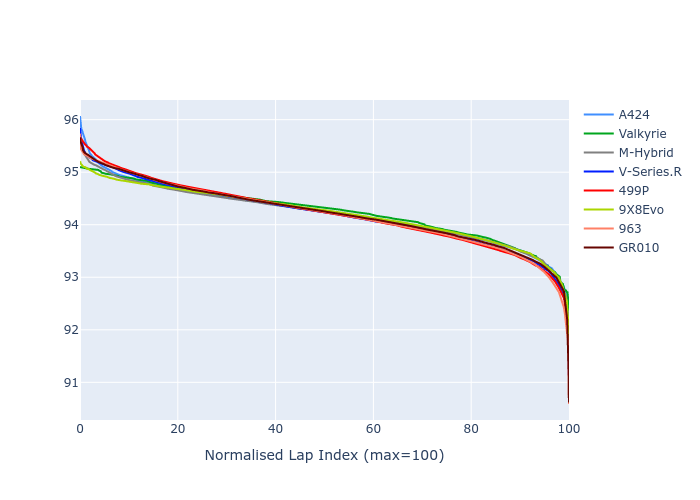 96
95
94
93
92
91
0
20
40
60
80
100
Normalised Lap Index (max=100)
A424
Valkyrie
M-Hybrid
V-Series.R
499P
9X8Evo
963
GR010